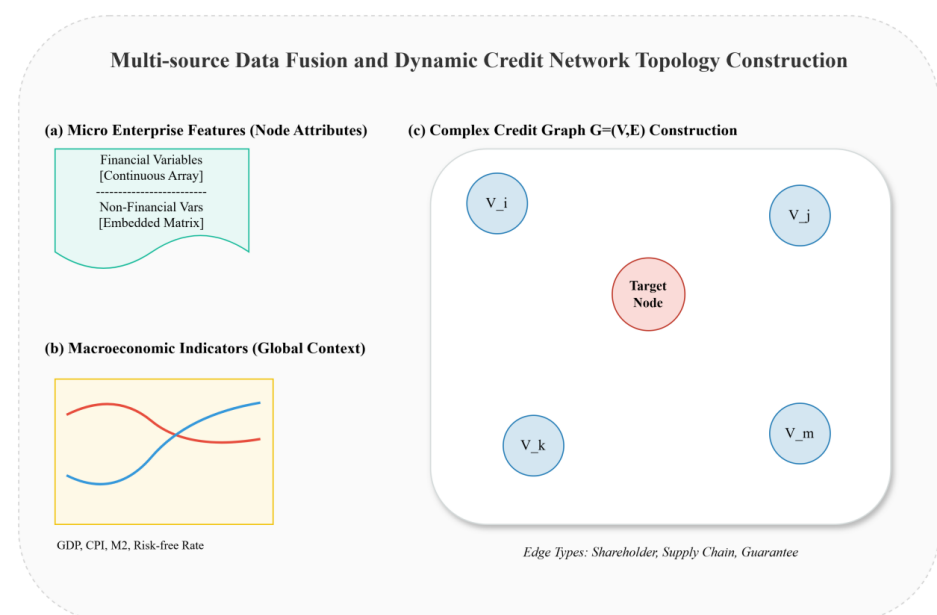 Multi-source Data Fusion and Dynamic Credit Network Topology Construction
(a) Micro Enterprise Features (Node Attributes)
Financial Variables
[Continuous Array]
-------------------------
Non-Financial Vars
[Embedded Matrix]
(b) Macroeconomic Indicators (Global Context)
GDP, CPI, M2, Risk-free Rate
(c) Complex Credit Graph G=(V,E) Construction
V_i
V_j
Target
Node
V_k
V_m
Edge Types: Shareholder, Supply Chain, Guarantee